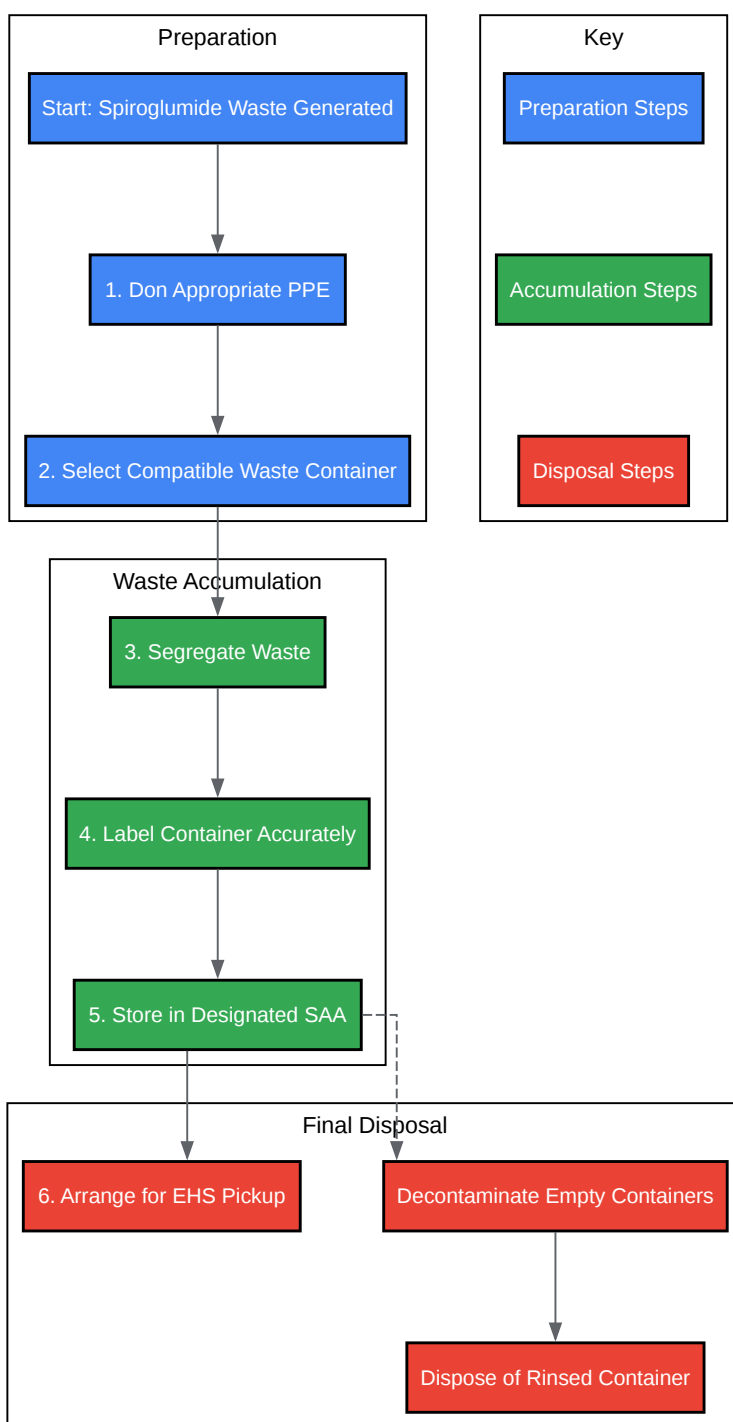 Preparation
Start: Spiroglumide Waste Generated
1. Don Appropriate PPE
2. Select Compatible Waste Container
Key
Preparation Steps
Accumulation Steps
Disposal Steps
Waste Accumulation
3. Segregate Waste
4. Label Container Accurately
5. Store in Designated SAA
Final Disposal
6. Arrange for EHS Pickup
Decontaminate Empty Containers
Dispose of Rinsed Container